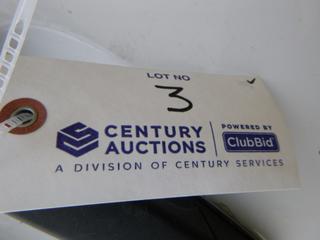 LOT NO
3
CENTURY
AUCTIONS
POWERED BY
ClubBid
A DIVISION OF CENTURY SERVICES